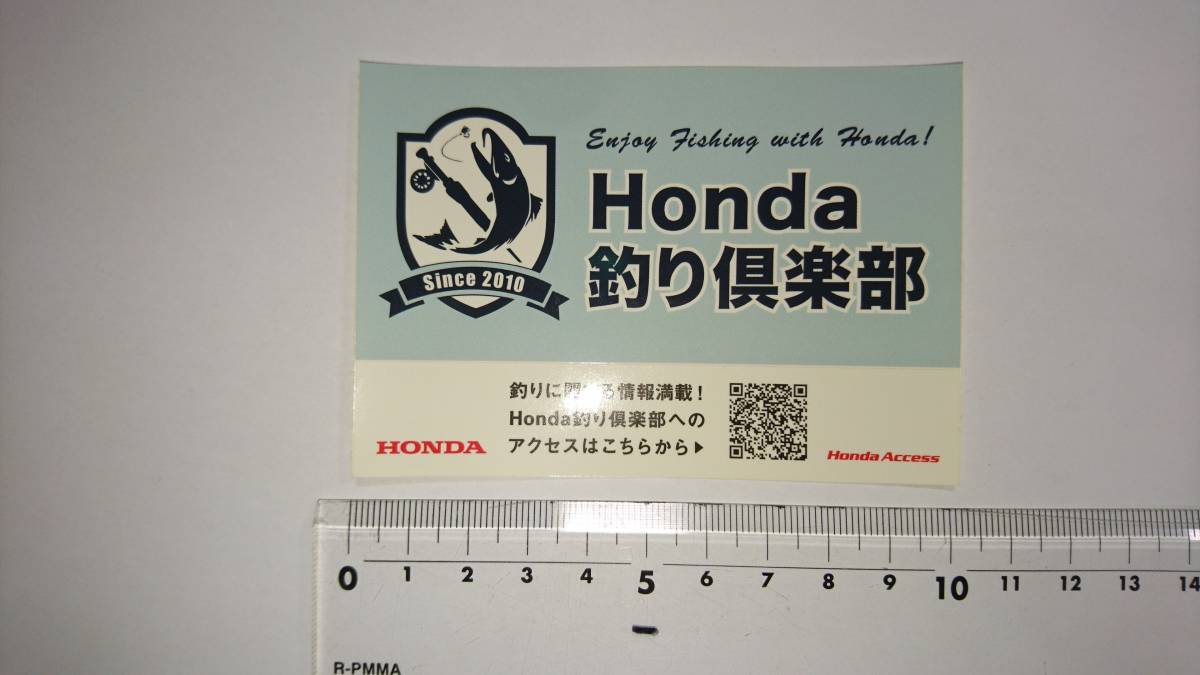 Enjoy Fishing with Honda!
Honda
釣り倶楽部
Since 2010
釣りに関する情報満載！
Honda釣り倶楽部への
アクセスはこちらから▶
HONDA
Honda Access
0 1 2 3 4 5 6 7 8 9 10 11 12 13 14
R-PMMA